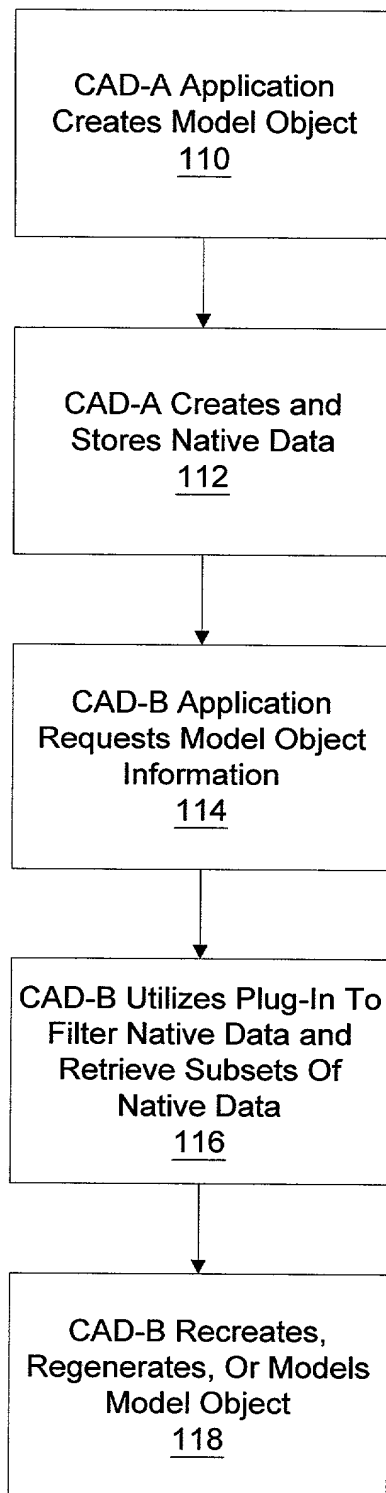 CAD-A Application
Creates Model Object
110
CAD-A Creates and
Stores Native Data
112
CAD-B Application
Requests Model Object
Information
114
CAD-B Utilizes Plug-In To
Filter Native Data and
Retrieve Subsets Of
Native Data
116
CAD-B Recreates,
Regenerates, Or Models
Model Object
118